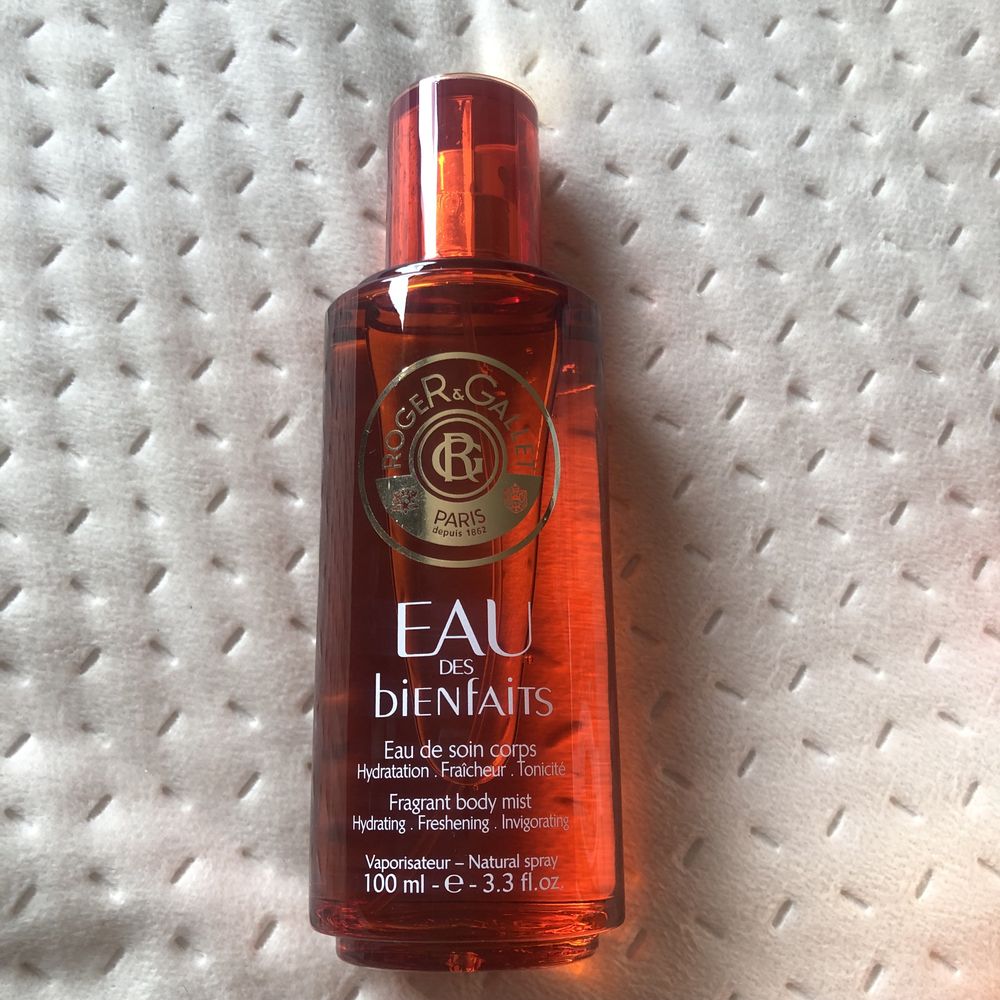 ROGER & GALLET
RG
PARIS
depuis 1862
EAU
DES
biENfAiTS
Eau de soin corps
Hydratation . Fraîcheur . Tonicité
Fragrant body mist
Hydrating . Freshening . Invigorating
Vaporisateur – Natural spray
100 ml - e - 3.3 fl.oz.